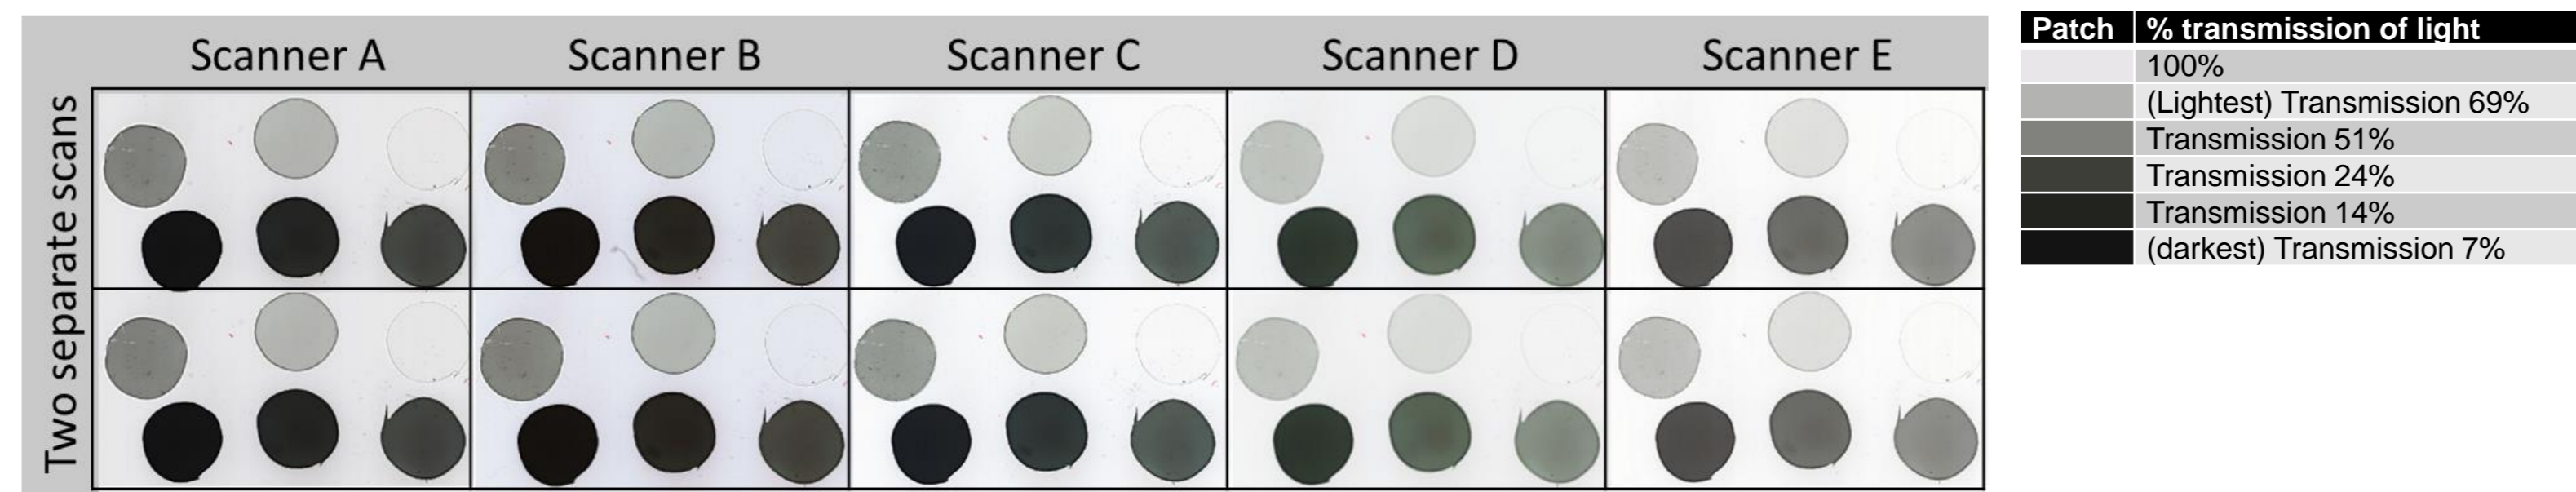 Scanner A
Scanner B
Scanner C
Scanner D
Scanner E
Two separate scans
Patch % transmission of light
100%
(Lightest) Transmission 69%
Transmission 51%
Transmission 24%
Transmission 14%
(darkest) Transmission 7%